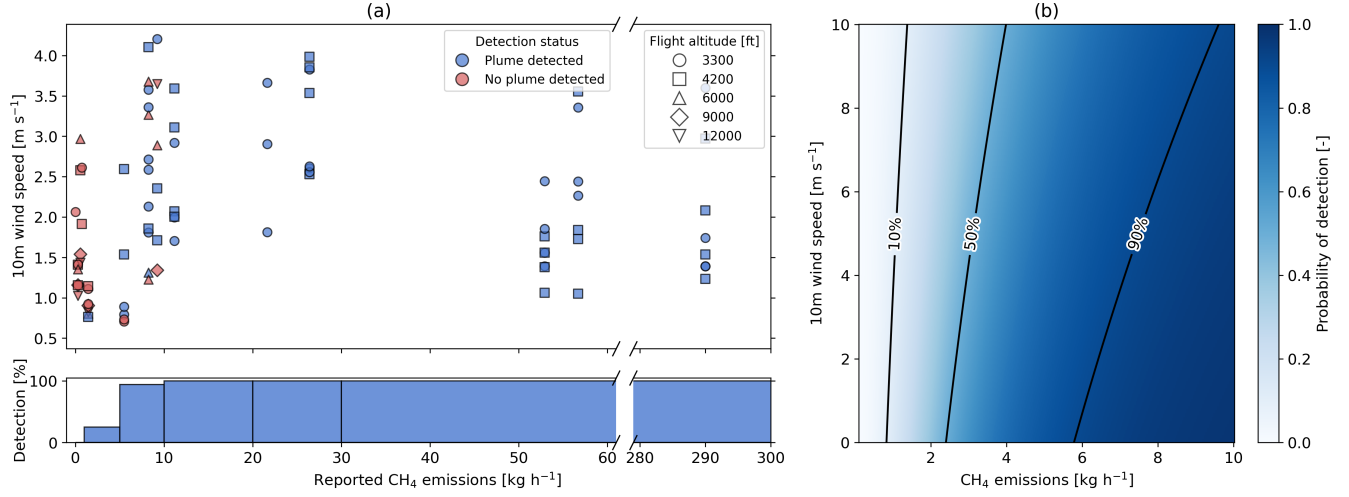 (a)
10m wind speed [m s⁻¹]
4.0
3.5
3.0
2.5
2.0
1.5
1.0
0.5
Detection status
Plume detected
No plume detected
Flight altitude [ft]
3300
4200
6000
9000
12000
Detection [%]
100
0
0 10 20 30 40 50 60 280 290 300
Reported CH₄ emissions [kg h⁻¹]
(b)
10m wind speed [m s⁻¹]
10
8
6
4
2
0
10%
50%
90%
2 4 6 8 10
CH₄ emissions [kg h⁻¹]
1.0
0.8
0.6
0.4
0.2
0.0
Probability of detection [-]